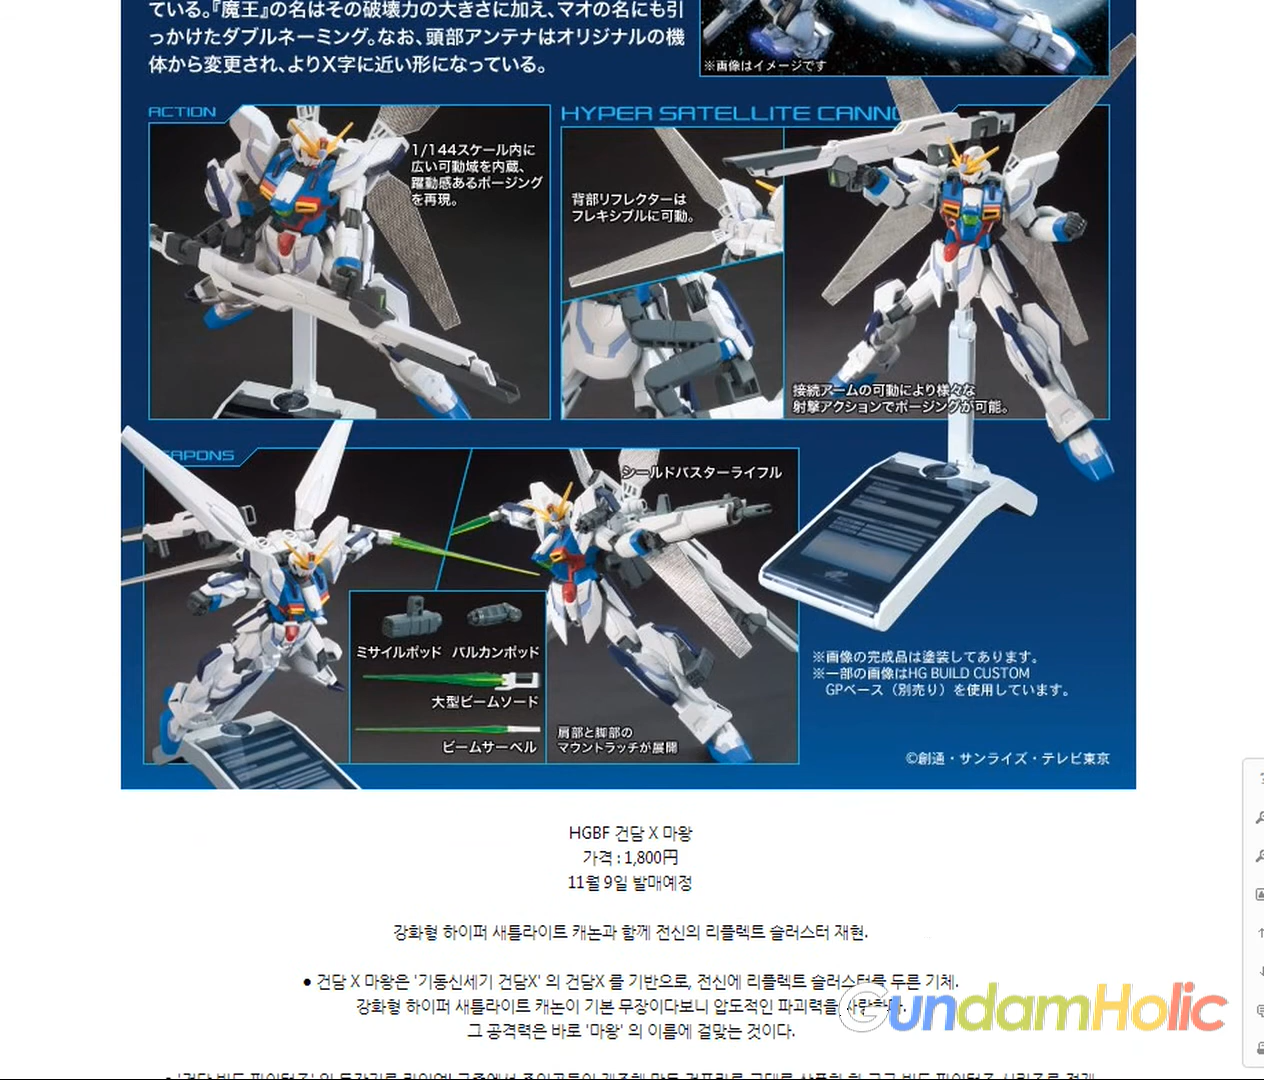 ている。『魔王』の名はその破壊力の大きさに加え、マオの名にも引
っかけたダブルネーミング。なお、頭部アンテナはオリジナルの機
体から変更され、よりX字に近い形になっている。
※画像はイメージです
ACTION
1/144スケール内に
広い可動域を内蔵、
躍動感あるポージング
を再現。
HYPER SATELLITE CANNO
背部リフレクターは
フレキシブルに可動。
接続アームの可動により様々な
射撃アクションでポージングが可能。
APONS
シールドバスターライフル
ミサイルポッド バルカンポッド
大型ビームソード
ビームサーベル
肩部と脚部の
マウントラッチが展開
※画像の完成品は塗装してあります。
※一部の画像はHG BUILD CUSTOM
GPベース（別売り）を使用しています。
©創通・サンライズ・テレビ東京
HGBF 건담 X 마왕
가격 : 1,800円
11월 9일 발매예정
강화형 하이퍼 새틀라이트 캐논과 함께 전신의 리플렉트 슬러스터 재현.
● 건담 X 마왕은 '기동신세기 건담X' 의 건담X 를 기반으로, 전신에 리플렉트 슬러스터를 두른 기체.
강화형 하이퍼 새틀라이트 캐논이 기본 무장이다보니 압도적인 파괴력을 자랑한다.
그 공격력은 바로 '마왕' 의 이름에 걸맞는 것이다.
GundamHolic